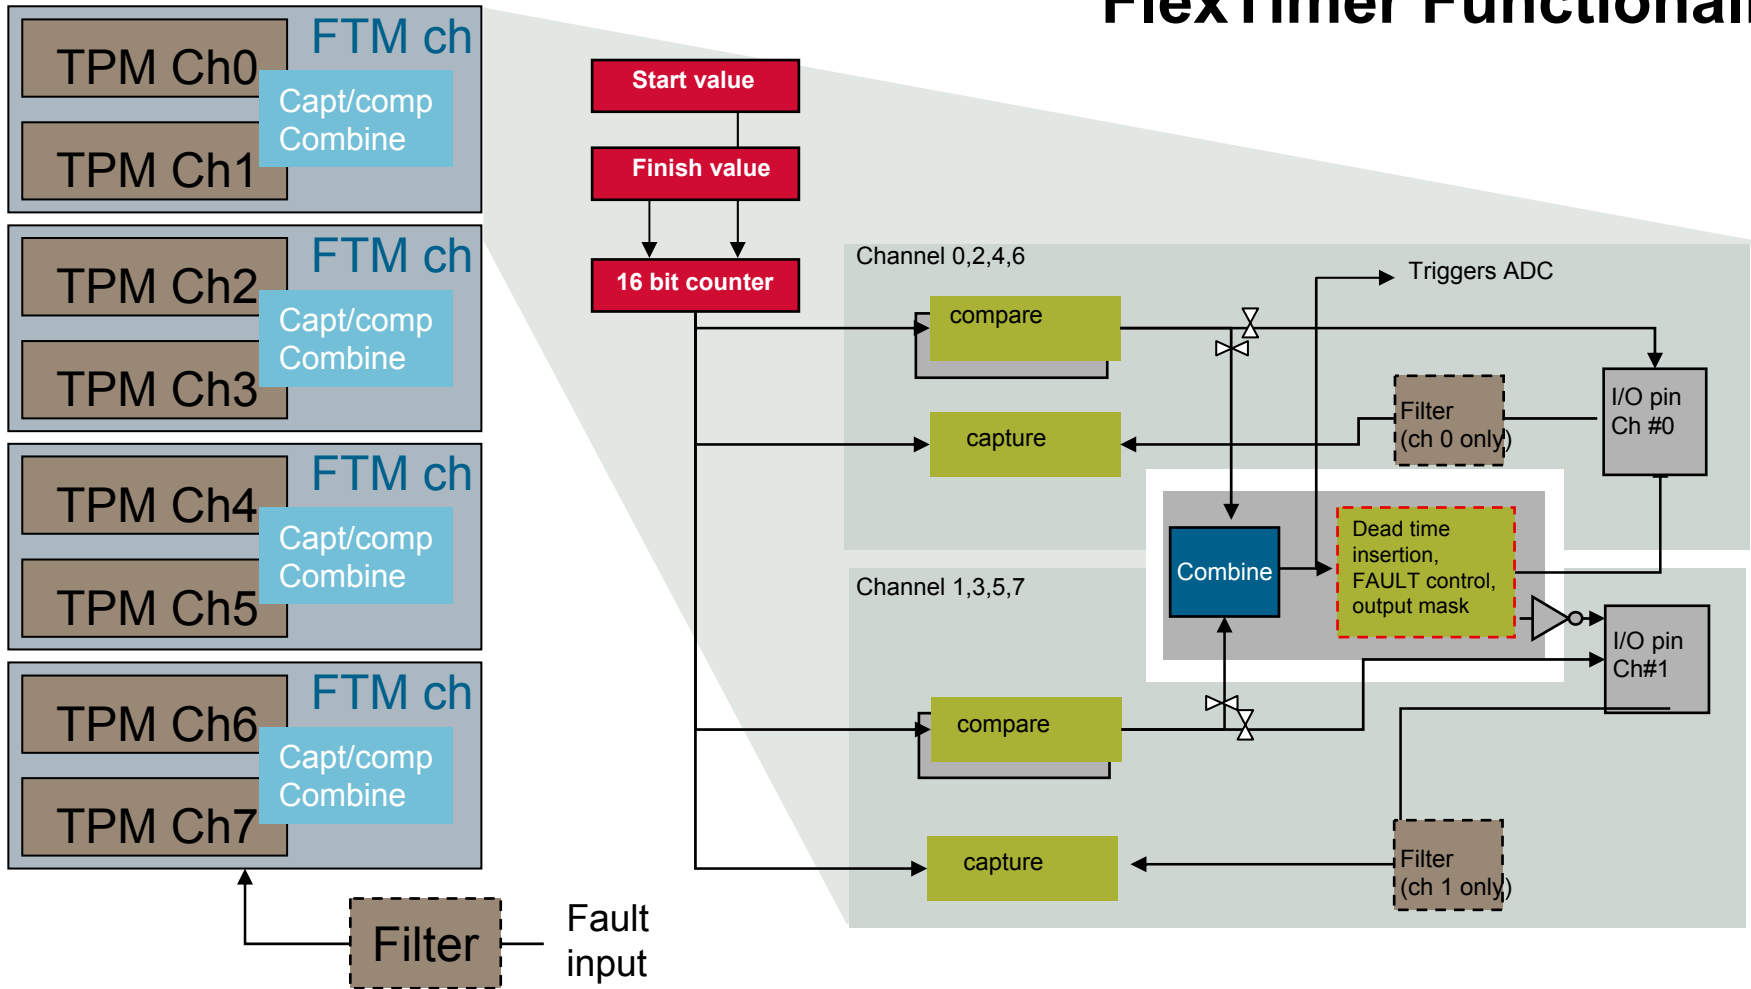 FlexTimer Functionali
TPM Ch0
FTM ch
Capt/comp
Combine
TPM Ch1
TPM Ch2
FTM ch
Capt/comp
Combine
TPM Ch3
TPM Ch4
FTM ch
Capt/comp
Combine
TPM Ch5
TPM Ch6
FTM ch
Capt/comp
Combine
TPM Ch7
Filter
Fault
input
Start value
Finish value
16 bit counter
Channel 0,2,4,6
Triggers ADC
compare
capture
Filter
(ch 0 only)
I/O pin
Ch #0
Combine
Dead time
insertion,
FAULT control,
output mask
Channel 1,3,5,7
I/O pin
Ch#1
compare
capture
Filter
(ch 1 only)